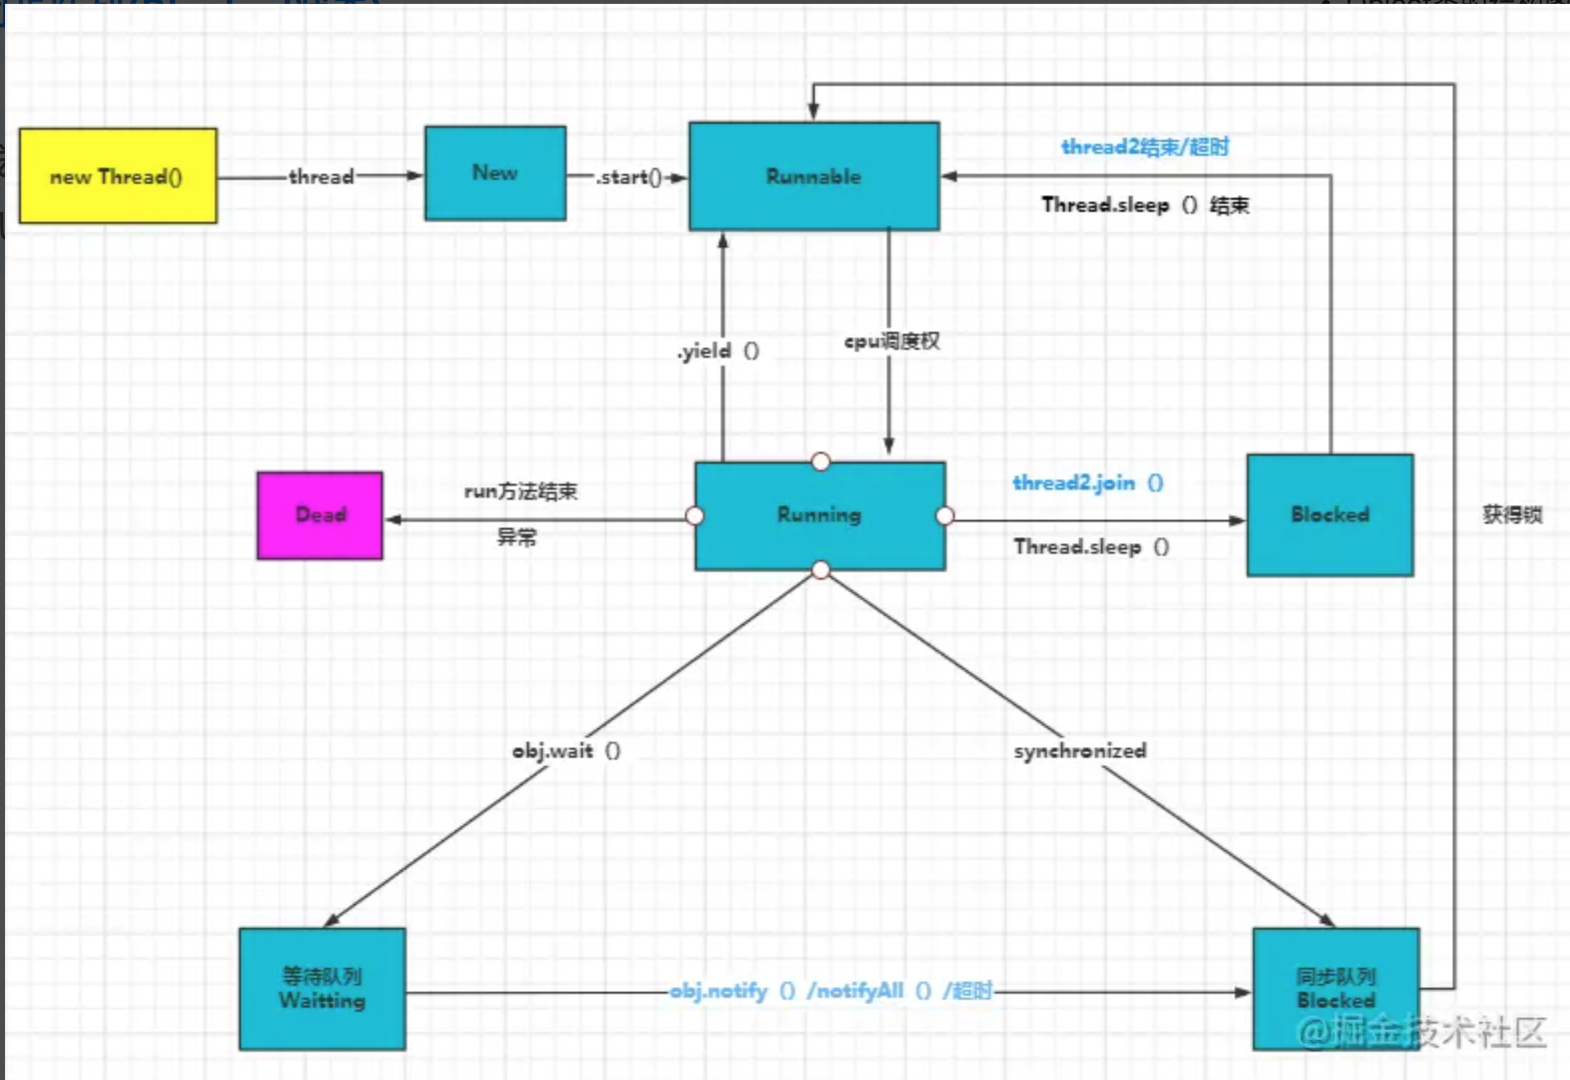 new Thread()
thread
New
.start()
Runnable
thread2结束/超时
Thread.sleep（）结束
.yield（）
cpu调度权
Dead
run方法结束
异常
Running
thread2.join（）
Thread.sleep（）
Blocked
获得锁
obj.wait（）
synchronized
等待队列
Waitting
obj.notify（）/notifyAll（）/超时
同步队列
Blocked
@掘金技术社区